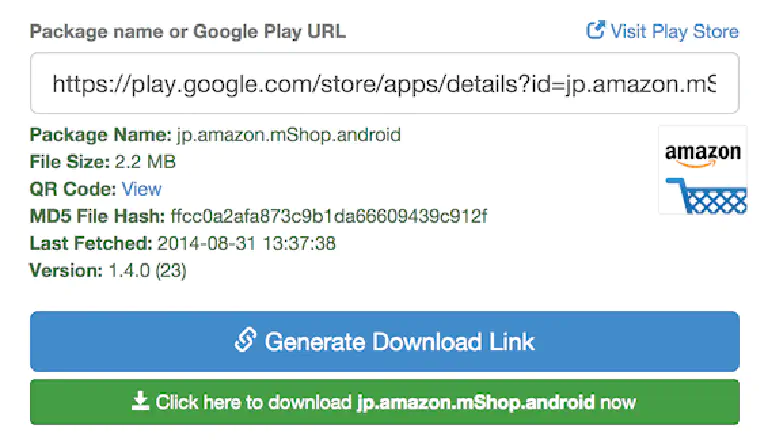 Package name or Google Play URL Visit Play Store
https://play.google.com/store/apps/details?id=jp.amazon.mS
Package Name: jp.amazon.mShop.android
File Size: 2.2 MB
QR Code: View
MD5 File Hash: ffcc0a2afa873c9b1da66609439c912f
Last Fetched: 2014-08-31 13:37:38
Version: 1.4.0 (23)
amazon
Generate Download Link
Click here to download jp.amazon.mShop.android now